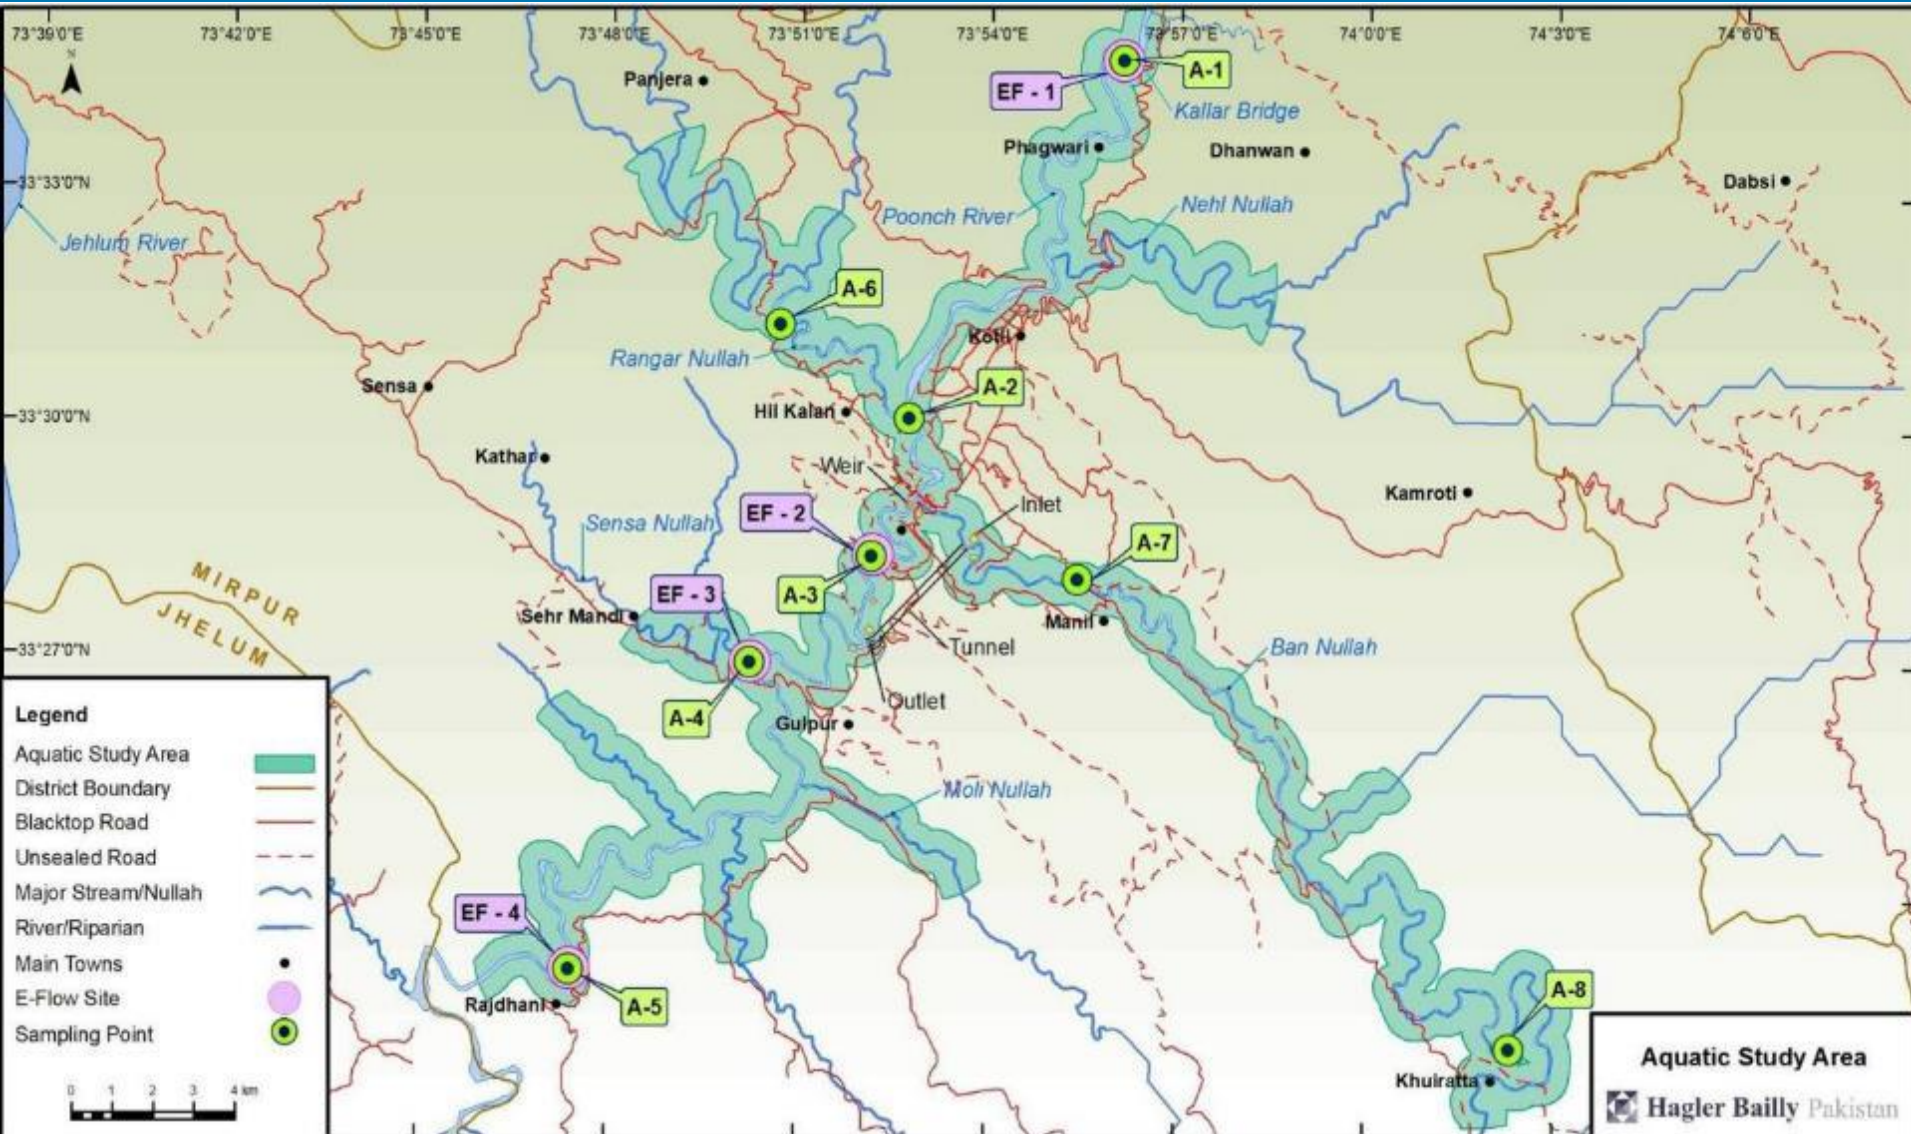 73°39'0"E
73°42'0"E
73°45'0"E
73°48'0"E
73°51'0"E
73°54'0"E
73°57'0"E
74°0'0"E
74°3'0"E
74°6'0"E
N
Panjera
A-1
EF - 1
Kallar Bridge
Phagwari
Dhanwan
33°33'0"N
Dabsi
Poonch River
Nehl Nullah
Jehlum River
A-6
Kotli
Rangar Nullah
Sensa
A-2
33°30'0"N
Hil Kalan
Kathar
Weir
Kamroti
Inlet
EF - 2
Sensa Nullah
A-7
MIRPUR
JHELUM
EF - 3
A-3
Sehr Mandi
Manil
33°27'0"N
Tunnel
Ban Nullah
Outlet
A-4
Gulpur
Moli Nullah
EF - 4
Rajdhani
A-5
A-8
Khuiratta
Legend
Aquatic Study Area
District Boundary
Blacktop Road
Unsealed Road
Major Stream/Nullah
River/Riparian
Main Towns
E-Flow Site
Sampling Point
0 1 2 3 4 km
Aquatic Study Area
Hagler Bailly Pakistan